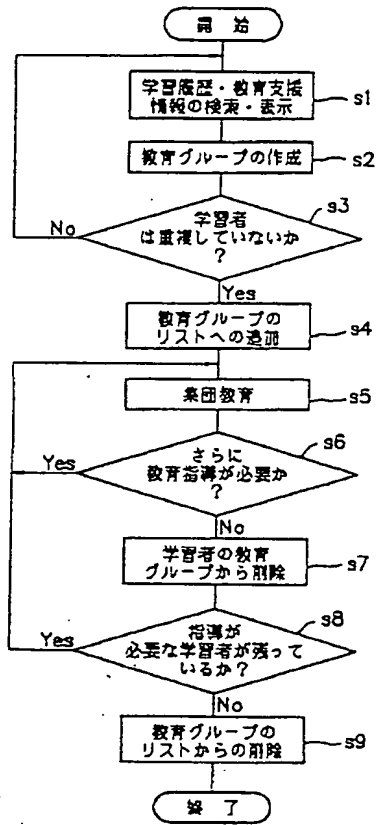 開始
学習履歴・教育支援
情報の検索・表示
s1
教育グループの作成
s2
学習者
は重複していないか
?
s3
No
Yes
教育グループの
リストへの追加
s4
集団教育
s5
さらに
教育指導が必要か
?
s6
Yes
No
学習者の教育
グループから削除
s7
指導が
必要な学習者が残って
いるか?
s8
Yes
No
教育グループの
リストからの削除
s9
終了